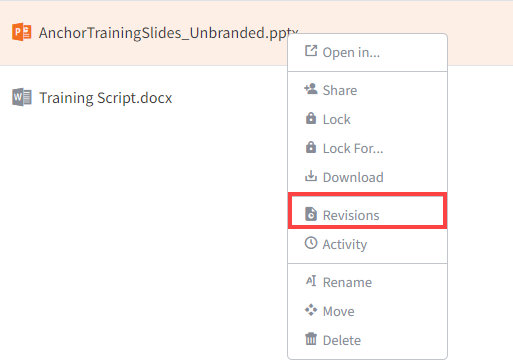 AnchorTrainingSlides_Unbranded.pptx
Open in...
Training Script.docx
Share
Lock
Lock For...
Download
Revisions
Activity
Rename
Move
Delete